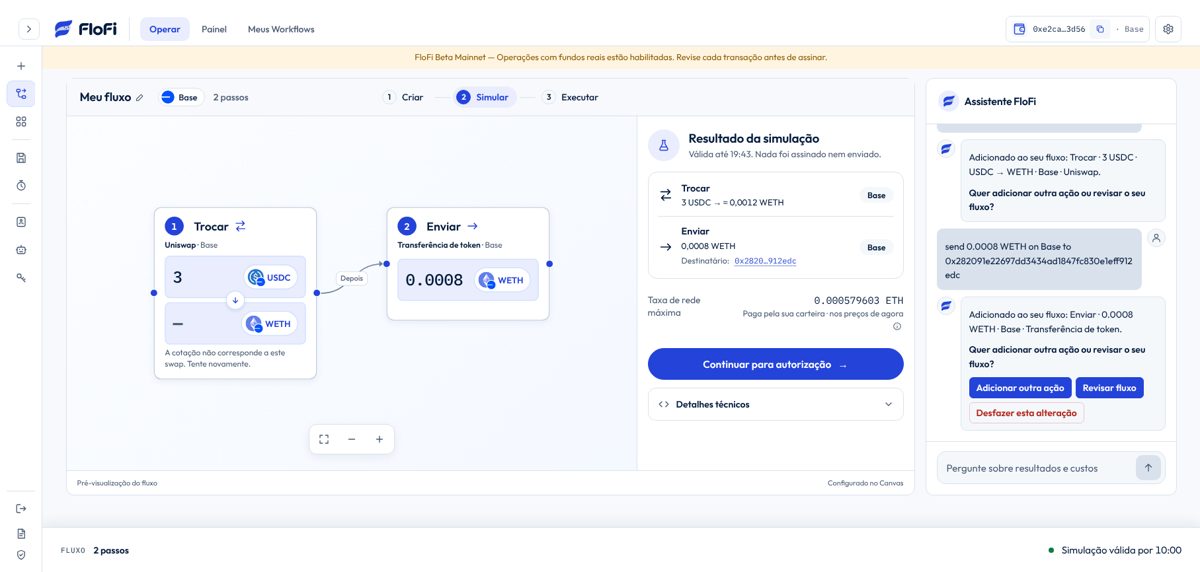 FloFi
Operar
Painel
Meus Workflows
0xe2ca…3d56
· Base
FloFi Beta Mainnet — Operações com fundos reais estão habilitadas. Revise cada transação antes de assinar.
Meu fluxo
Base
2 passos
1 Criar
2 Simular
3 Executar
1 Trocar
Uniswap · Base
3
USDC
—
WETH
A cotação não corresponde a este
swap. Tente novamente.
Depois
2 Enviar
Transferência de token · Base
0.0008
WETH
Pré-visualização do fluxo
Configurado no Canvas
Resultado da simulação
Válida até 19:43. Nada foi assinado nem enviado.
Trocar
3 USDC → ≈ 0,0012 WETH
Base
Enviar
0,0008 WETH
Destinatário: 0x2820…912edc
Base
Taxa de rede
máxima
0.000579603 ETH
Paga pela sua carteira · nos preços de agora
Continuar para autorização →
Detalhes técnicos
Assistente FloFi
Adicionado ao seu fluxo: Trocar · 3 USDC ·
USDC → WETH · Base · Uniswap.
Quer adicionar outra ação ou revisar o seu
fluxo?
send 0.0008 WETH on Base to
0x282091e22697dd3434ad1847fc830e1eff912
edc
Adicionado ao seu fluxo: Enviar · 0.0008
WETH · Base · Transferência de token.
Quer adicionar outra ação ou revisar o seu
fluxo?
Adicionar outra ação
Revisar fluxo
Desfazer esta alteração
Pergunte sobre resultados e custos
FLUXO 2 passos
Simulação válida por 10:00